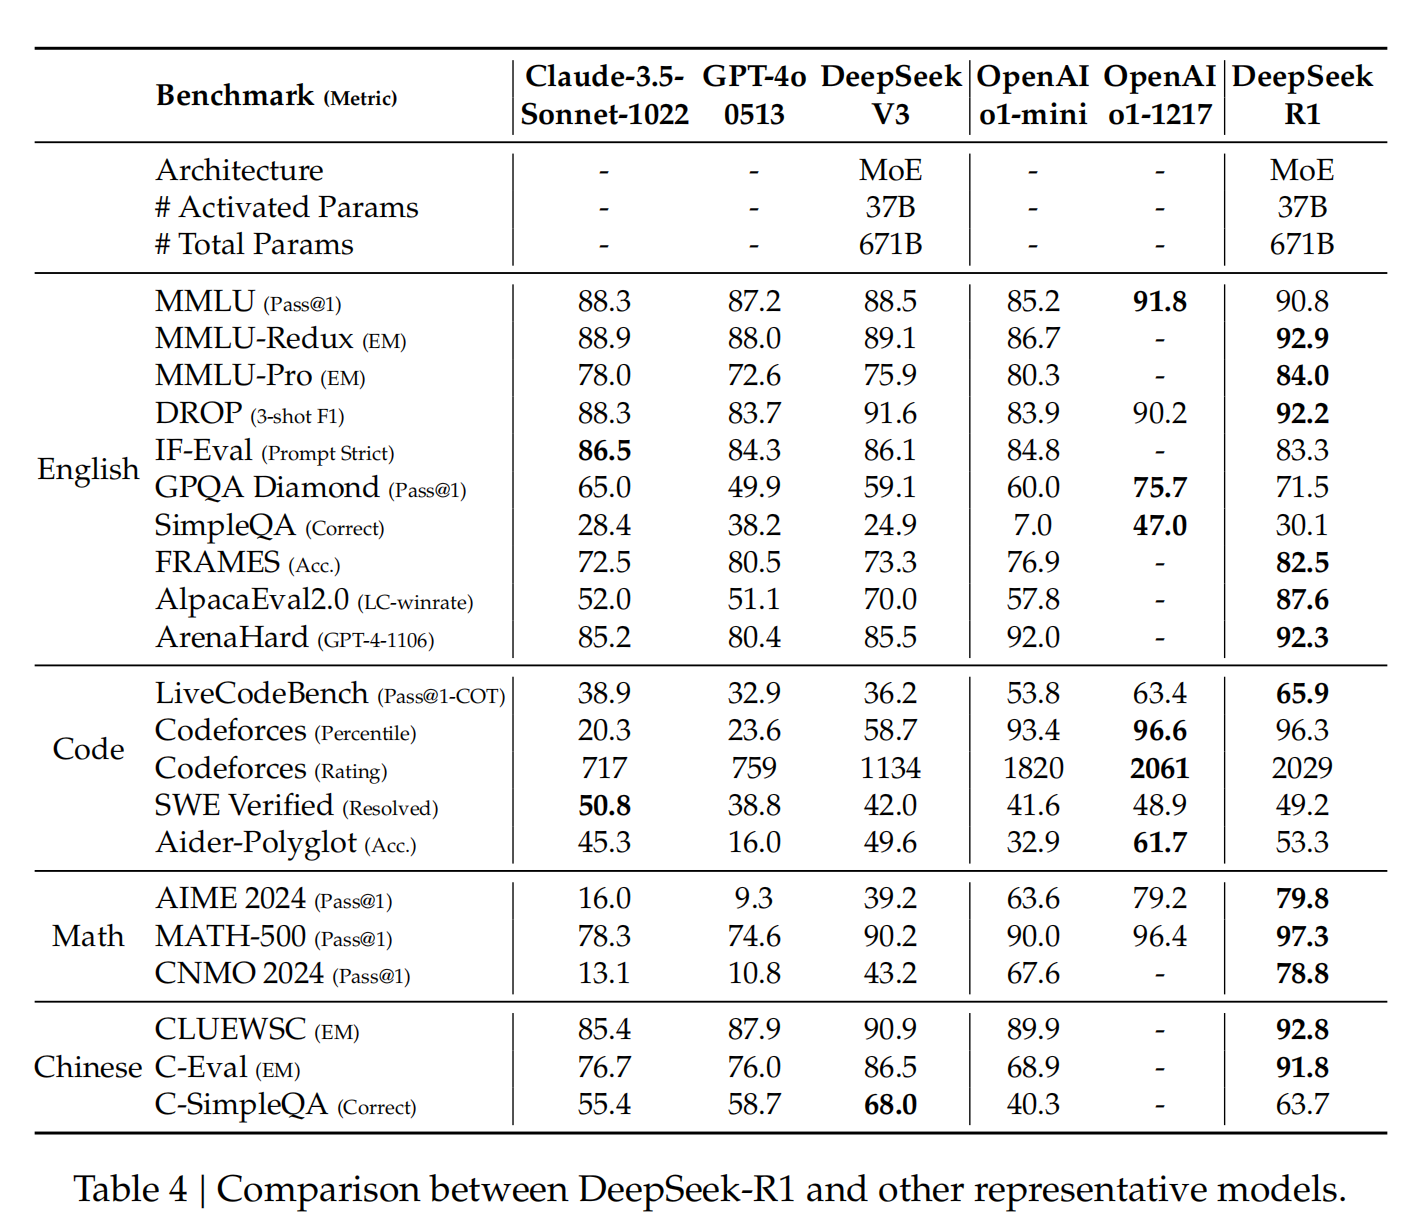 Benchmark (Metric) Claude-3.5-Sonnet-1022 GPT-4o 0513 DeepSeek V3 OpenAI o1-mini OpenAI o1-1217 DeepSeek R1
Architecture - - MoE - - MoE
# Activated Params - - 37B - - 37B
# Total Params - - 671B - - 671B
English
MMLU (Pass@1) 88.3 87.2 88.5 85.2 91.8 90.8
MMLU-Redux (EM) 88.9 88.0 89.1 86.7 - 92.9
MMLU-Pro (EM) 78.0 72.6 75.9 80.3 - 84.0
DROP (3-shot F1) 88.3 83.7 91.6 83.9 90.2 92.2
IF-Eval (Prompt Strict) 86.5 84.3 86.1 84.8 - 83.3
GPQA Diamond (Pass@1) 65.0 49.9 59.1 60.0 75.7 71.5
SimpleQA (Correct) 28.4 38.2 24.9 7.0 47.0 30.1
FRAMES (Acc.) 72.5 80.5 73.3 76.9 - 82.5
AlpacaEval2.0 (LC-winrate) 52.0 51.1 70.0 57.8 - 87.6
ArenaHard (GPT-4-1106) 85.2 80.4 85.5 92.0 - 92.3
Code
LiveCodeBench (Pass@1-COT) 38.9 32.9 36.2 53.8 63.4 65.9
Codeforces (Percentile) 20.3 23.6 58.7 93.4 96.6 96.3
Codeforces (Rating) 717 759 1134 1820 2061 2029
SWE Verified (Resolved) 50.8 38.8 42.0 41.6 48.9 49.2
Aider-Polyglot (Acc.) 45.3 16.0 49.6 32.9 61.7 53.3
Math
AIME 2024 (Pass@1) 16.0 9.3 39.2 63.6 79.2 79.8
MATH-500 (Pass@1) 78.3 74.6 90.2 90.0 96.4 97.3
CNMO 2024 (Pass@1) 13.1 10.8 43.2 67.6 - 78.8
Chinese
CLUEWSC (EM) 85.4 87.9 90.9 89.9 - 92.8
C-Eval (EM) 76.7 76.0 86.5 68.9 - 91.8
C-SimpleQA (Correct) 55.4 58.7 68.0 40.3 - 63.7
Table 4 | Comparison between DeepSeek-R1 and other representative models.